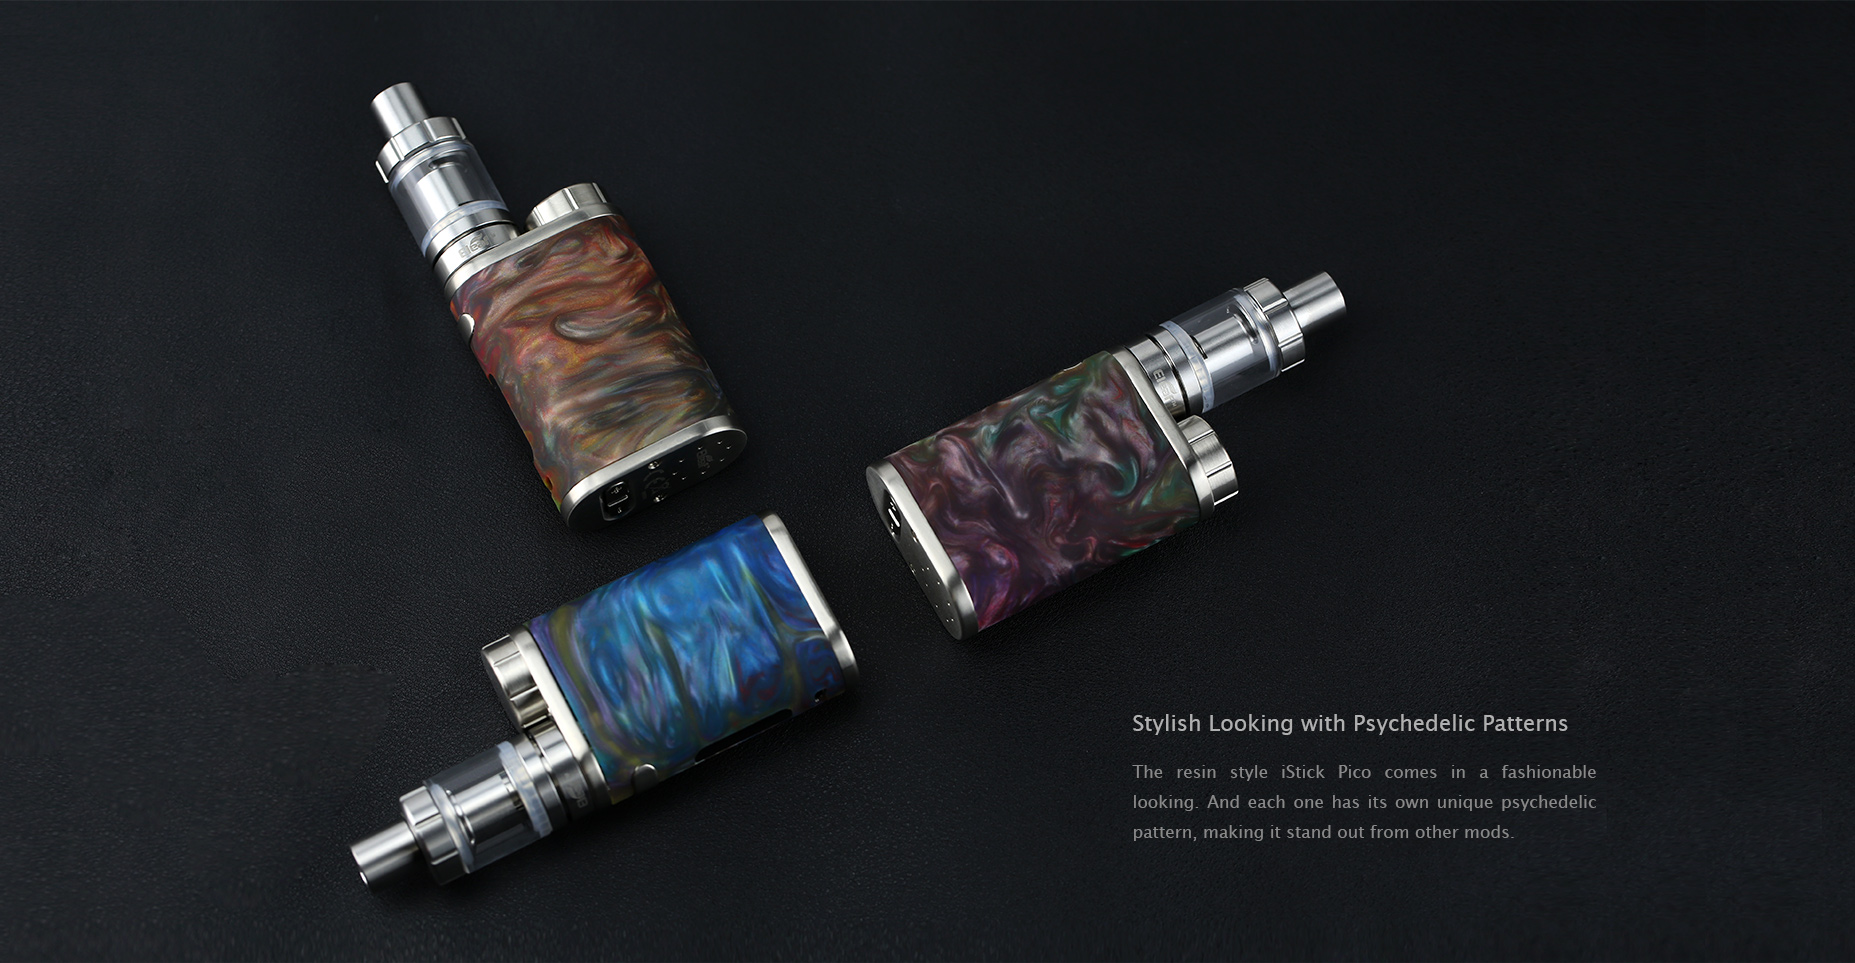 Stylish Looking with Psychedelic Patterns
The resin style iStick Pico comes in a fashionable
looking. And each one has its own unique psychedelic
pattern, making it stand out from other mods.